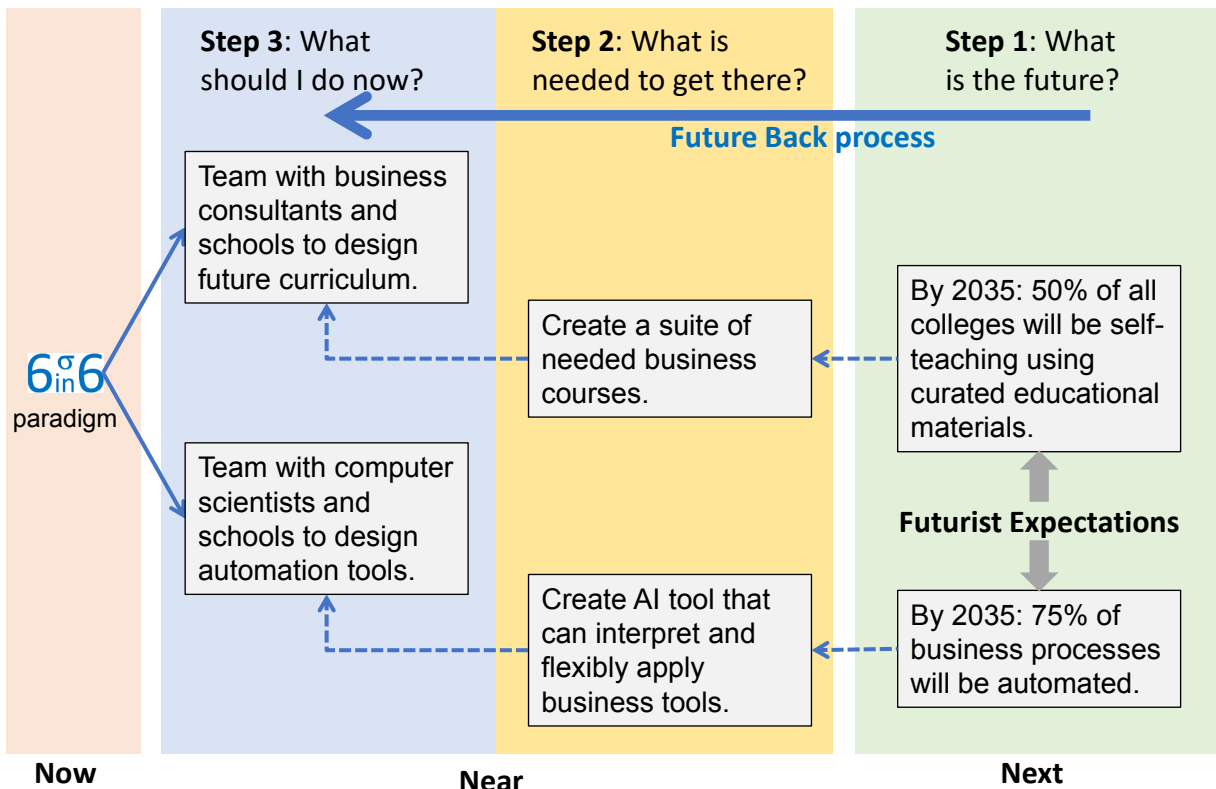 Step 3: What
should I do now?
Step 2: What is
needed to get there?
Step 1: What
is the future?
Future Back process
Team with business
consultants and
schools to design
future curriculum.
Create a suite of
needed business
courses.
By 2035: 50% of all
colleges will be self-
teaching using
curated educational
materials.
6σin6
paradigm
Team with computer
scientists and
schools to design
automation tools.
Futurist Expectations
Create AI tool that
can interpret and
flexibly apply
business tools.
By 2035: 75% of
business processes
will be automated.
Now
Near
Next